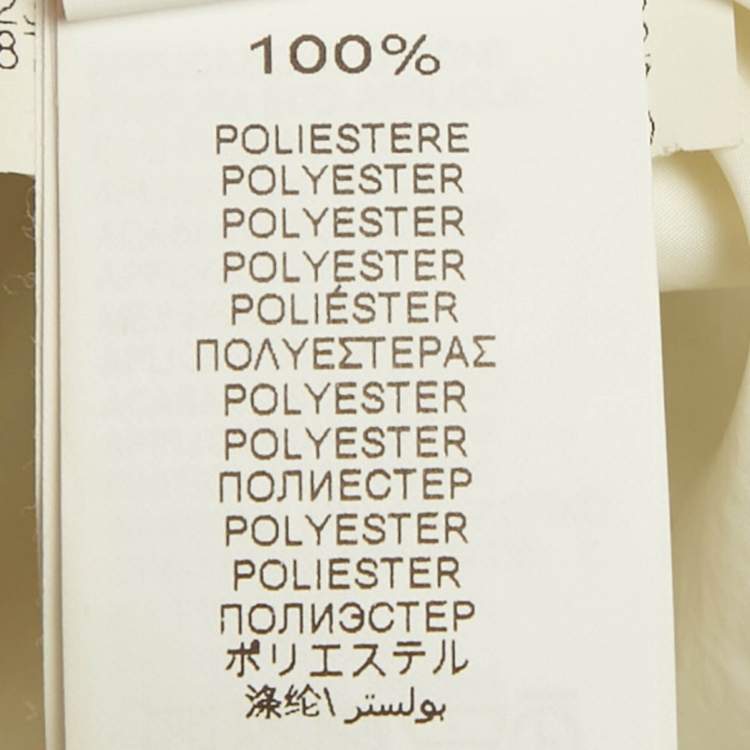 100%
POLIESTERE
POLYESTER
POLYESTER
POLYESTER
POLIÉSTER
ΠΟΛΥΕΣΤΕΡΑΣ
POLYESTER
POLYESTER
ПОЛИЕСТЕР
POLYESTER
POLIESTER
ПОЛИЭСТЕР
ポリエステル
涤纶\ بولستر